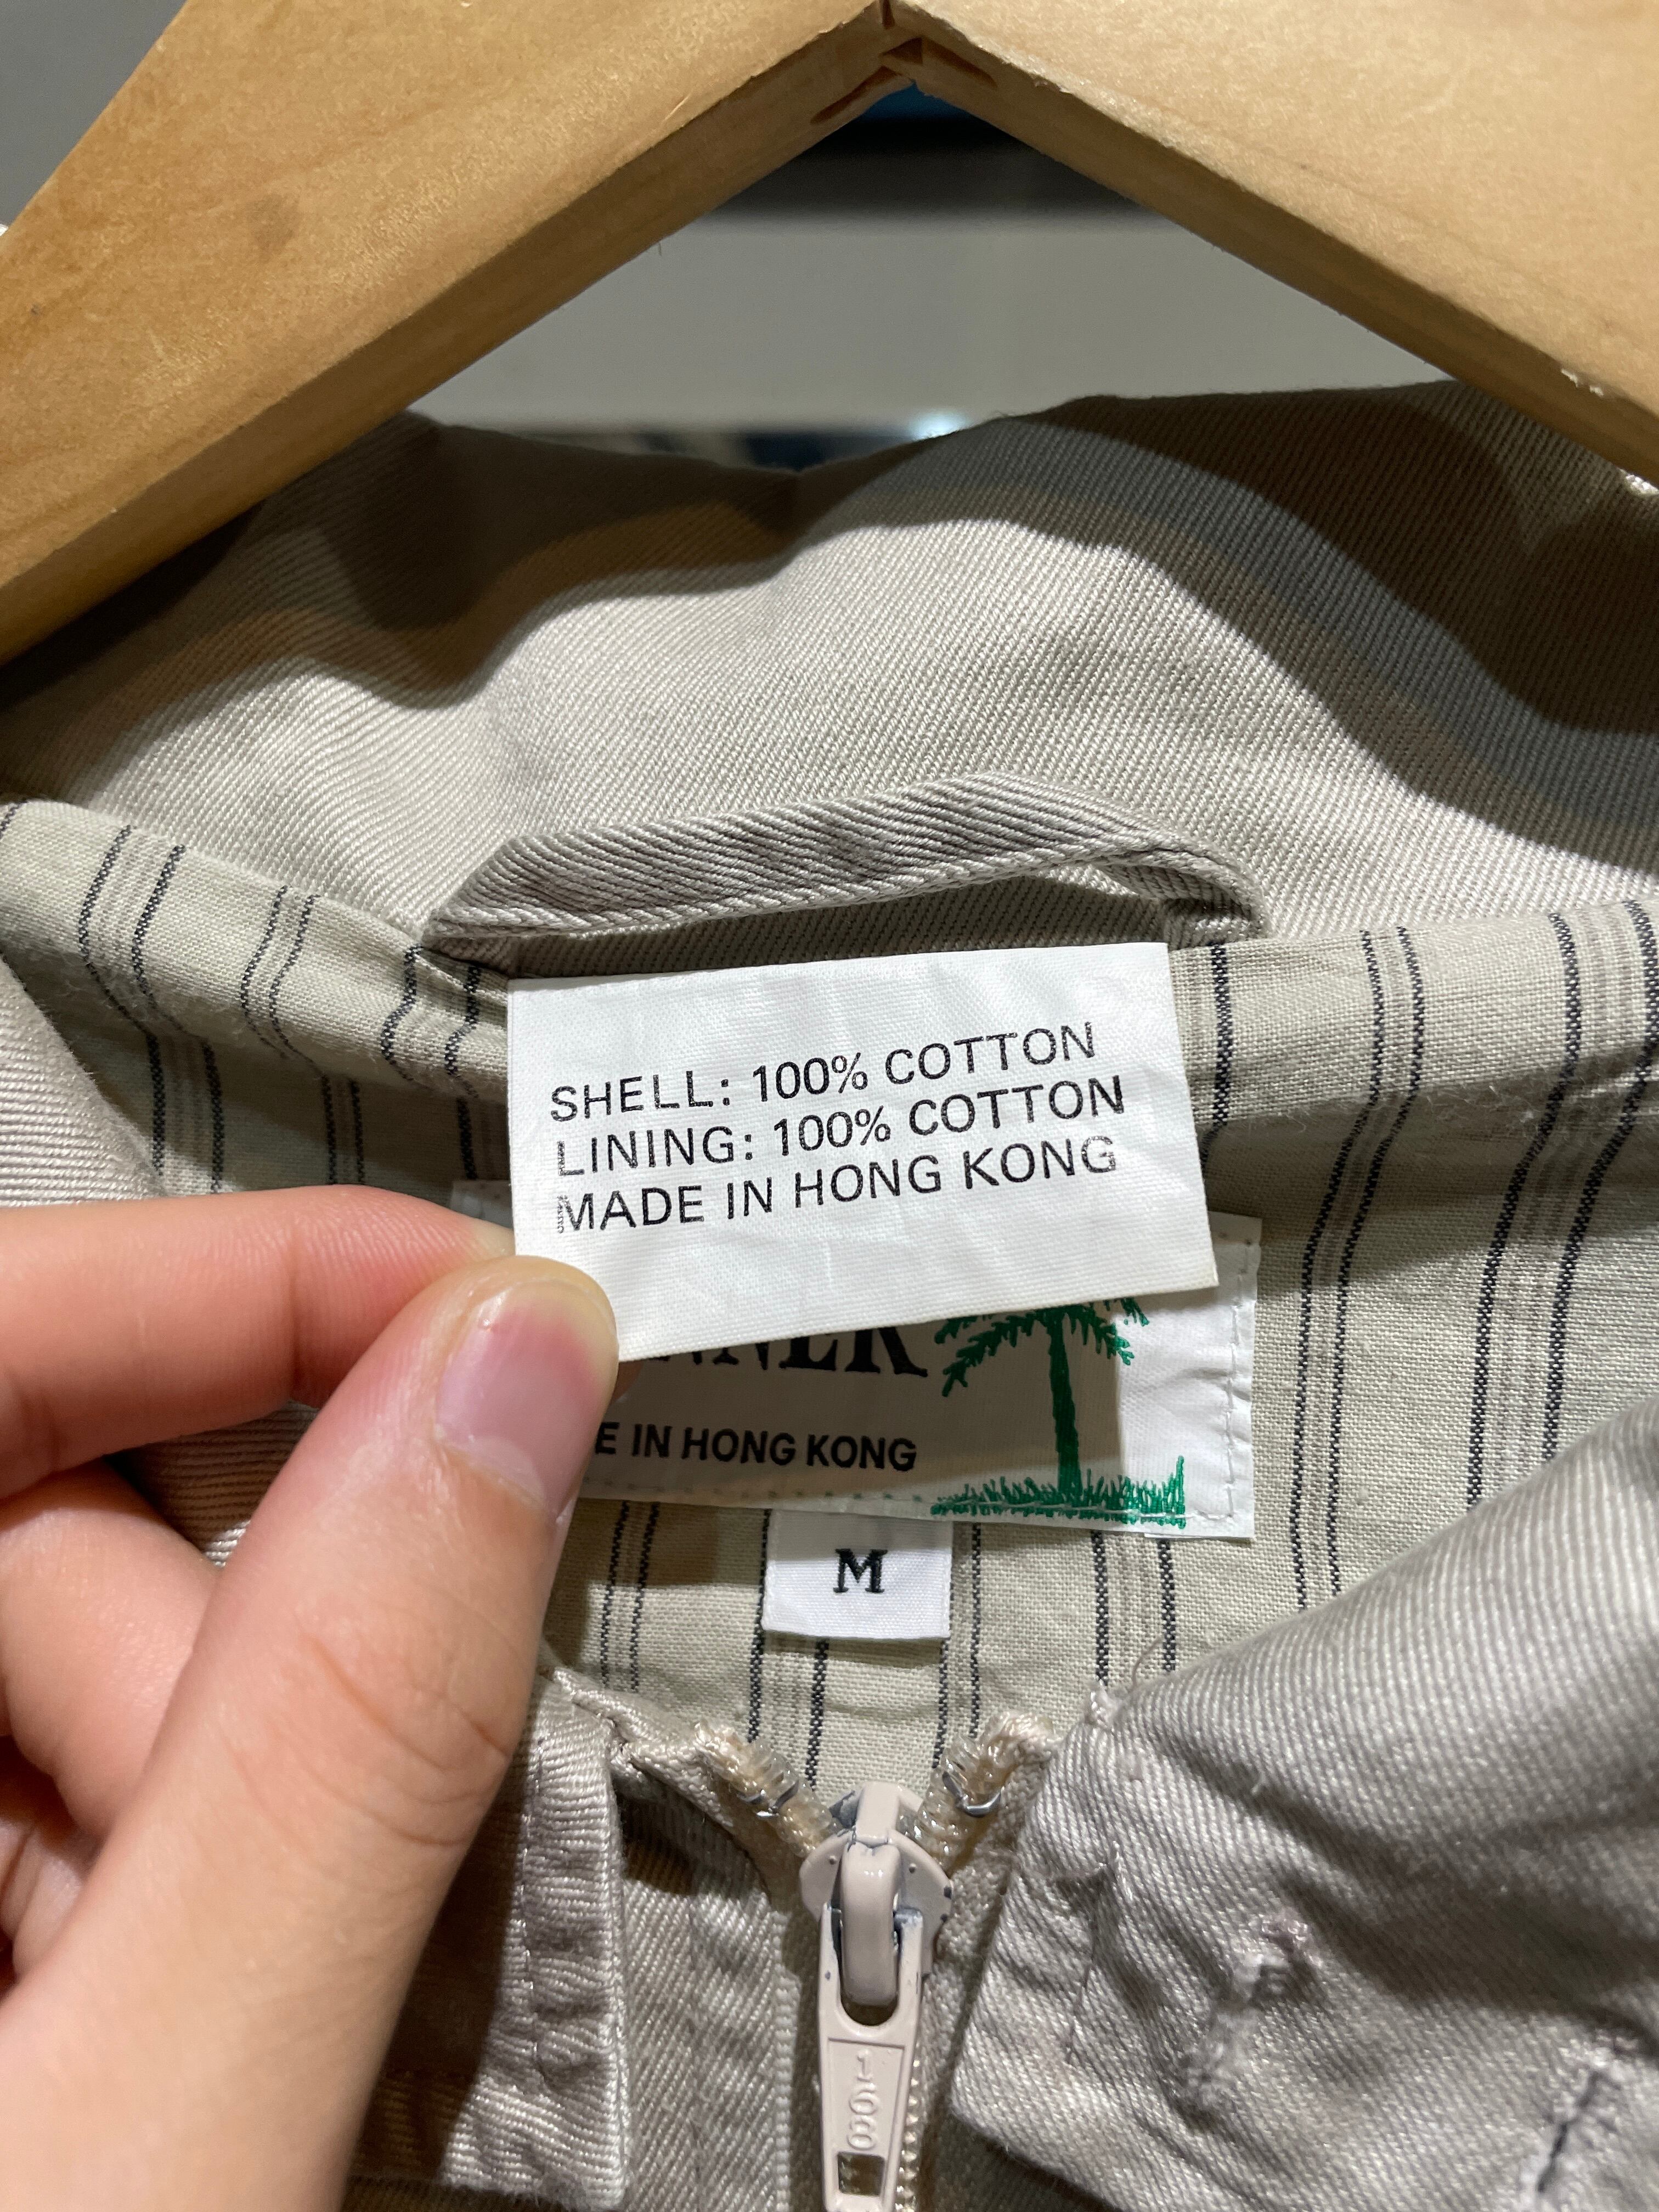 SHELL: 100% COTTON
LINING: 100% COTTON
MADE IN HONG KONG
IN HONG KONG
M